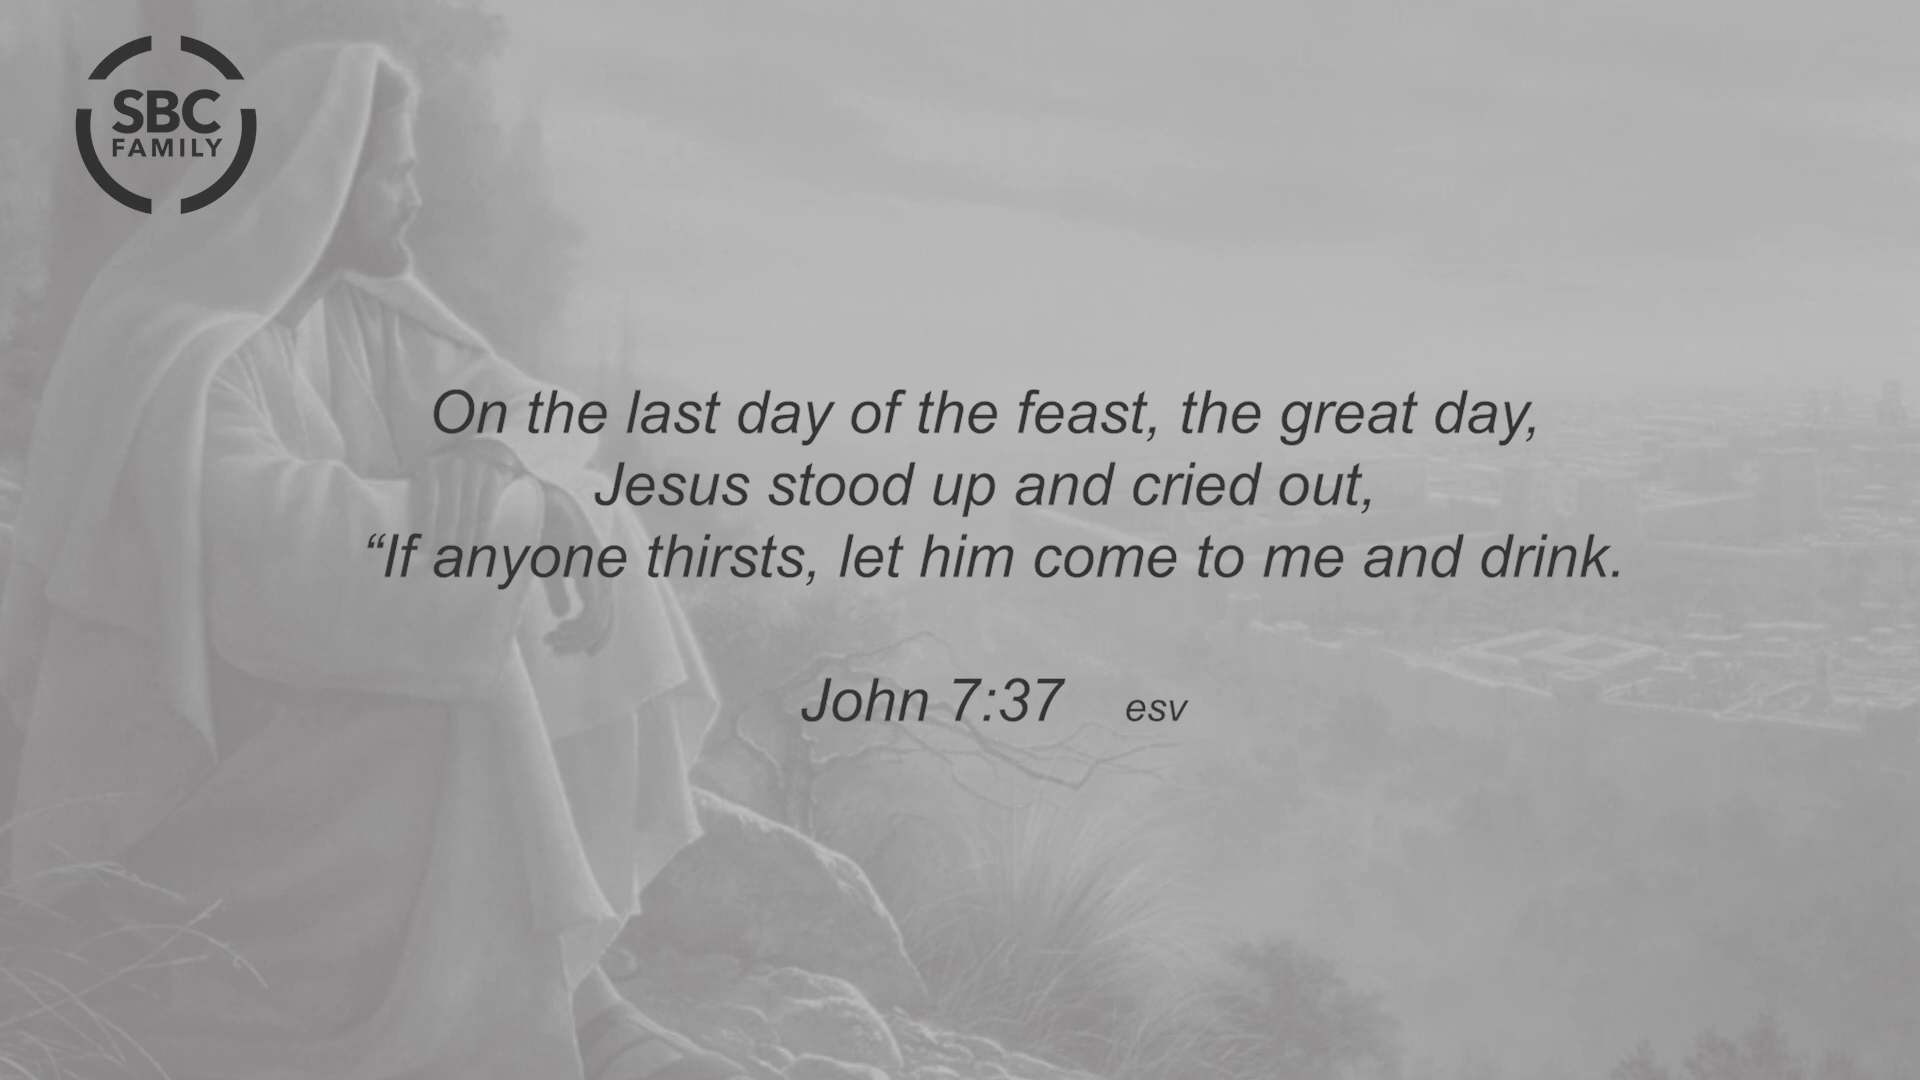 SBC
FAMILY
On the last day of the feast, the great day,
Jesus stood up and cried out,
“If anyone thirsts, let him come to me and drink.
John 7:37 esv